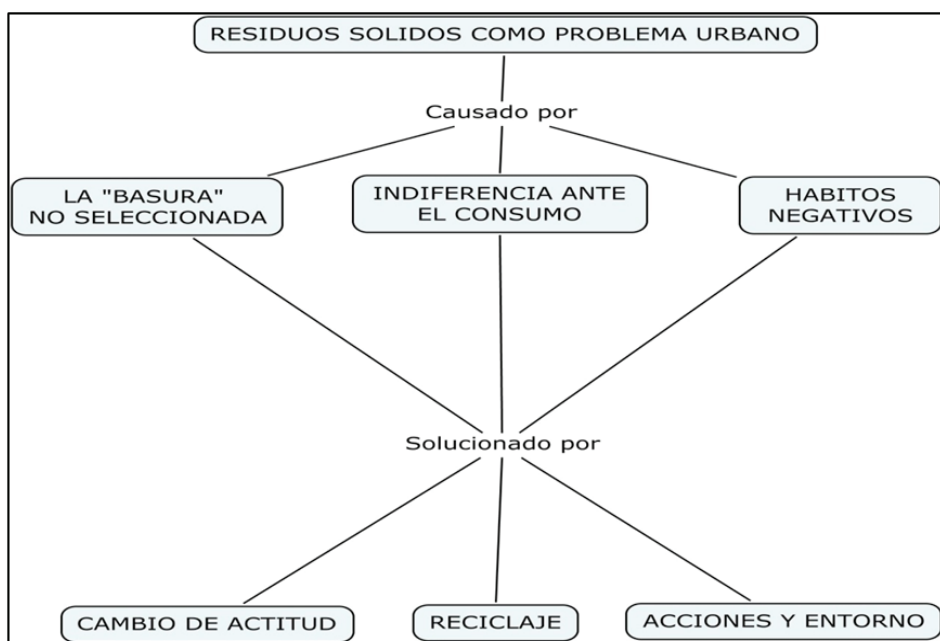 RESIDUOS SOLIDOS COMO PROBLEMA URBANO
Causado por
LA "BASURA"
NO SELECCIONADA
INDIFERENCIA ANTE
EL CONSUMO
HABITOS
NEGATIVOS
Solucionado por
CAMBIO DE ACTITUD
RECICLAJE
ACCIONES Y ENTORNO